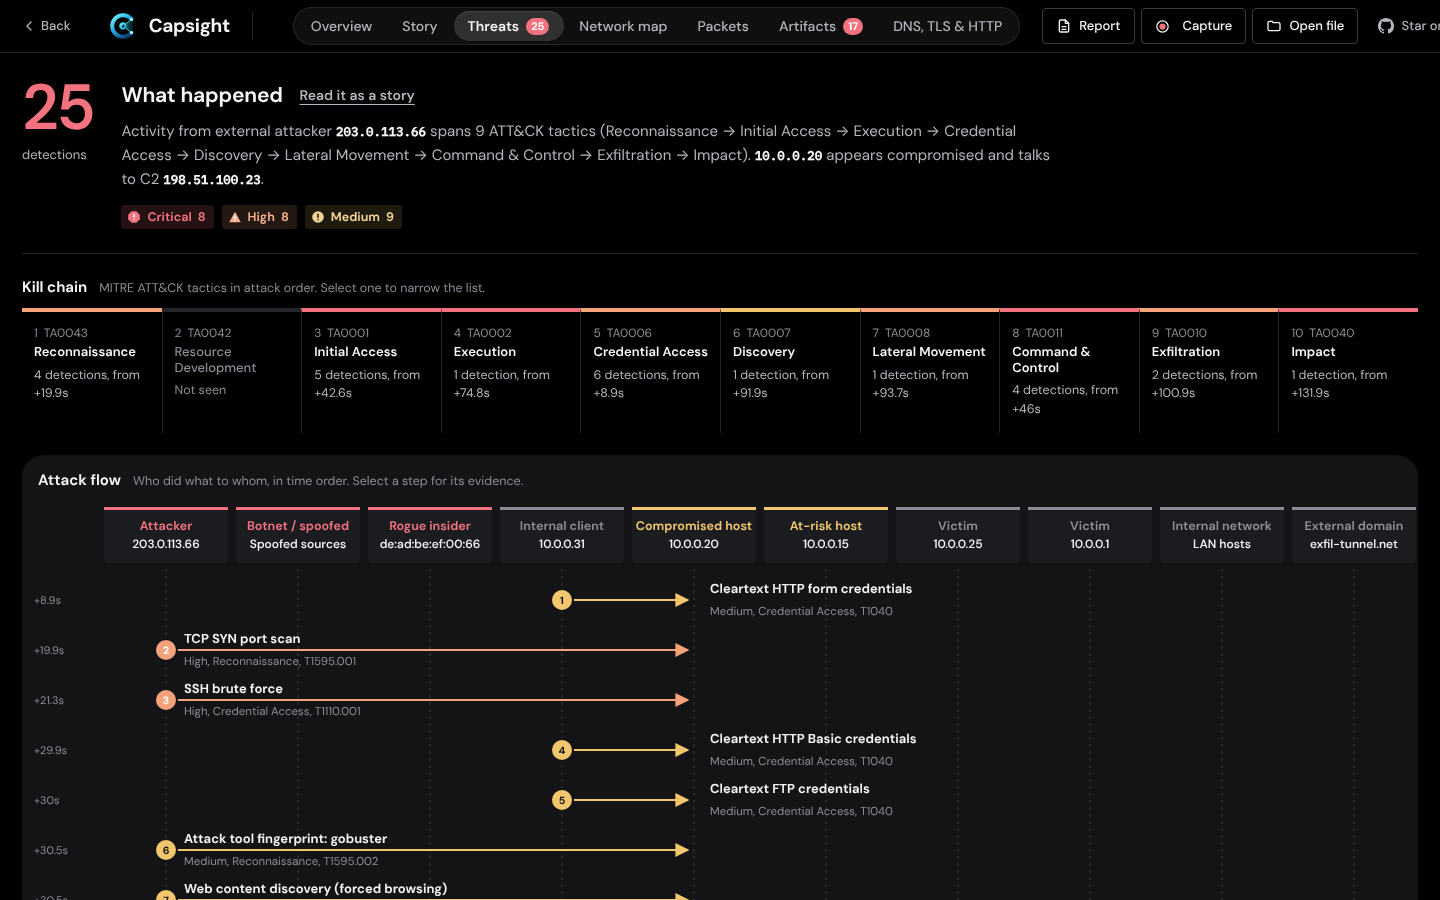 Back
Capsight
Overview
Story
Threats 25
Network map
Packets
Artifacts 17
DNS, TLS & HTTP
Report
Capture
Open file
Star or
25
detections
What happened
Read it as a story
Activity from external attacker 203.0.113.66 spans 9 ATT&CK tactics (Reconnaissance → Initial Access → Execution → Credential
Access → Discovery → Lateral Movement → Command & Control → Exfiltration → Impact). 10.0.0.20 appears compromised and talks
to C2 198.51.100.23.
Critical 8
High 8
Medium 9
Kill chain
MITRE ATT&CK tactics in attack order. Select one to narrow the list.
1 TA0043
Reconnaissance
4 detections, from
+19.9s
2 TA0042
Resource
Development
Not seen
3 TA0001
Initial Access
5 detections, from
+42.6s
4 TA0002
Execution
1 detection, from
+74.8s
5 TA0006
Credential Access
6 detections, from
+8.9s
6 TA0007
Discovery
1 detection, from
+91.9s
7 TA0008
Lateral Movement
1 detection, from
+93.7s
8 TA0011
Command &
Control
4 detections, from
+46s
9 TA0010
Exfiltration
2 detections, from
+100.9s
10 TA0040
Impact
1 detection, from
+131.9s
Attack flow
Who did what to whom, in time order. Select a step for its evidence.
Attacker
203.0.113.66
Botnet / spoofed
Spoofed sources
Rogue insider
de:ad:be:ef:00:66
Internal client
10.0.0.31
Compromised host
10.0.0.20
At-risk host
10.0.0.15
Victim
10.0.0.25
Victim
10.0.0.1
Internal network
LAN hosts
External domain
exfil-tunnel.net
+8.9s
1
Cleartext HTTP form credentials
Medium, Credential Access, T1040
+19.9s
2
TCP SYN port scan
High, Reconnaissance, T1595.001
+21.3s
3
SSH brute force
High, Credential Access, T1110.001
+29.9s
4
Cleartext HTTP Basic credentials
Medium, Credential Access, T1040
+30s
5
Cleartext FTP credentials
Medium, Credential Access, T1040
+30.5s
6
Attack tool fingerprint: gobuster
Medium, Reconnaissance, T1595.002
+30.5s
7
Web content discovery (forced browsing)